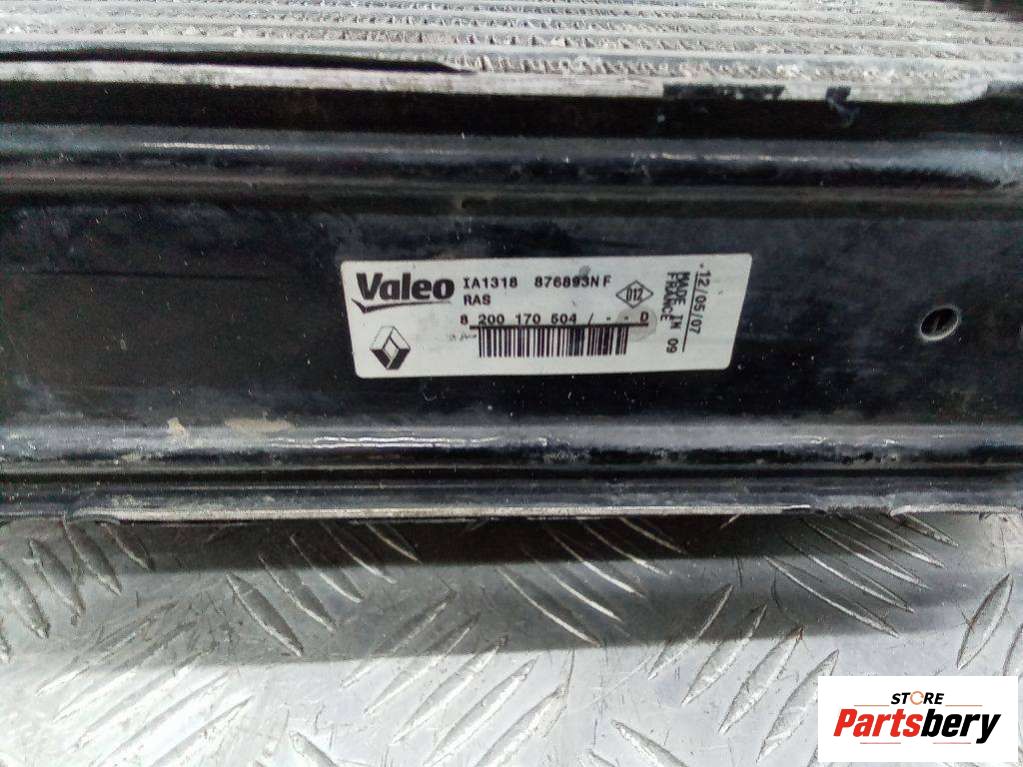 Valeo IA1318 876893NF
RAS
D12
8 200 170 504 / - - D
12/05/07
MADE IN 09
FRANCE
STORE
Partsbery